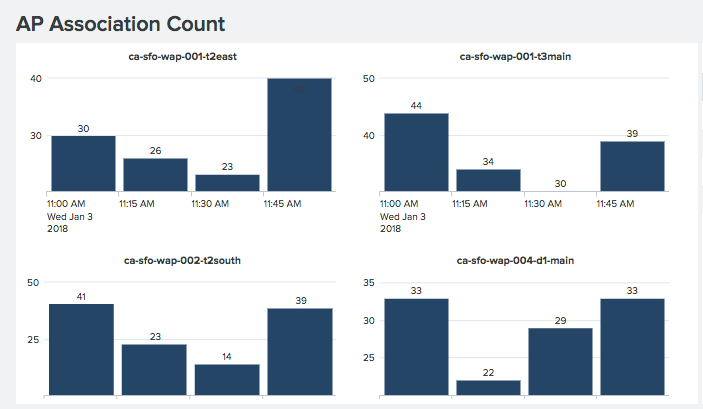 AP Association Count
ca-sfo-wap-001-t2east
40
30
30
26
23
11:00 AM
Wed Jan 3
2018
11:15 AM
11:30 AM
11:45 AM
ca-sfo-wap-001-t3main
50
40
44
34
30
39
11:00 AM
Wed Jan 3
2018
11:15 AM
11:30 AM
11:45 AM
ca-sfo-wap-002-t2south
50
25
41
23
14
39
ca-sfo-wap-004-d1-main
35
30
25
33
22
29
33